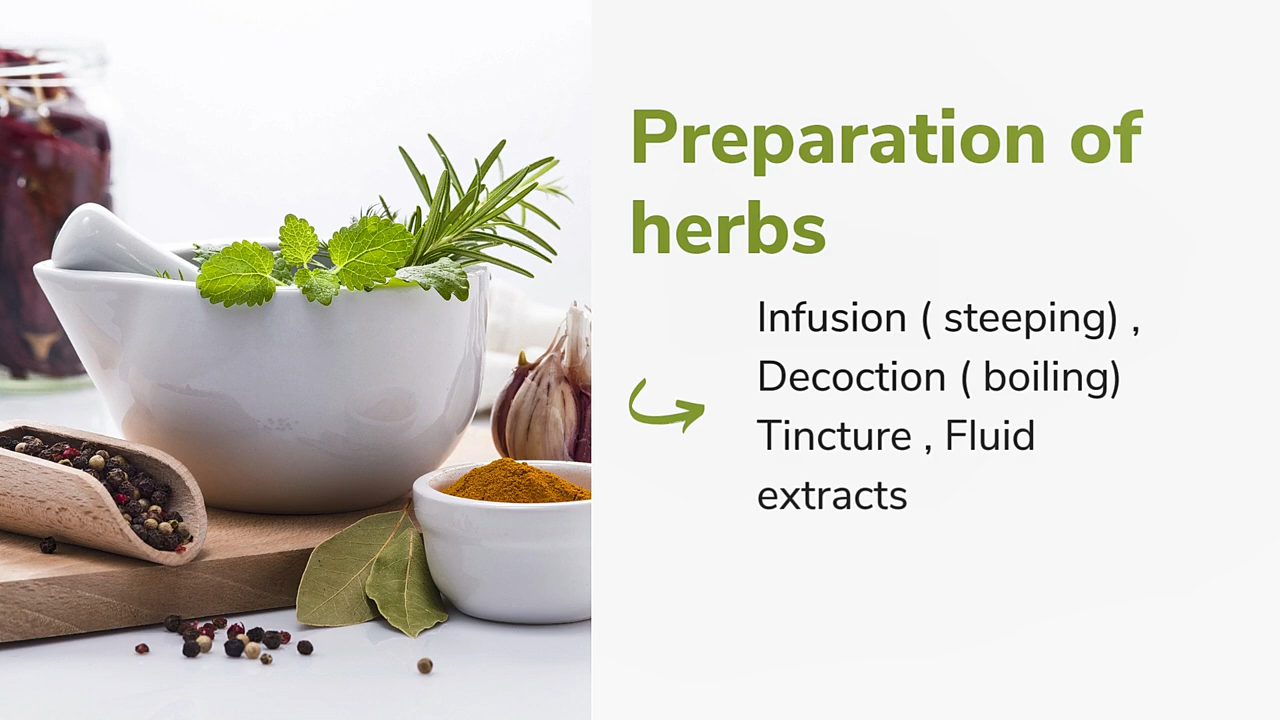 Preparation of
herbs
Infusion ( steeping) ,
Decoction ( boiling)
Tincture , Fluid
extracts